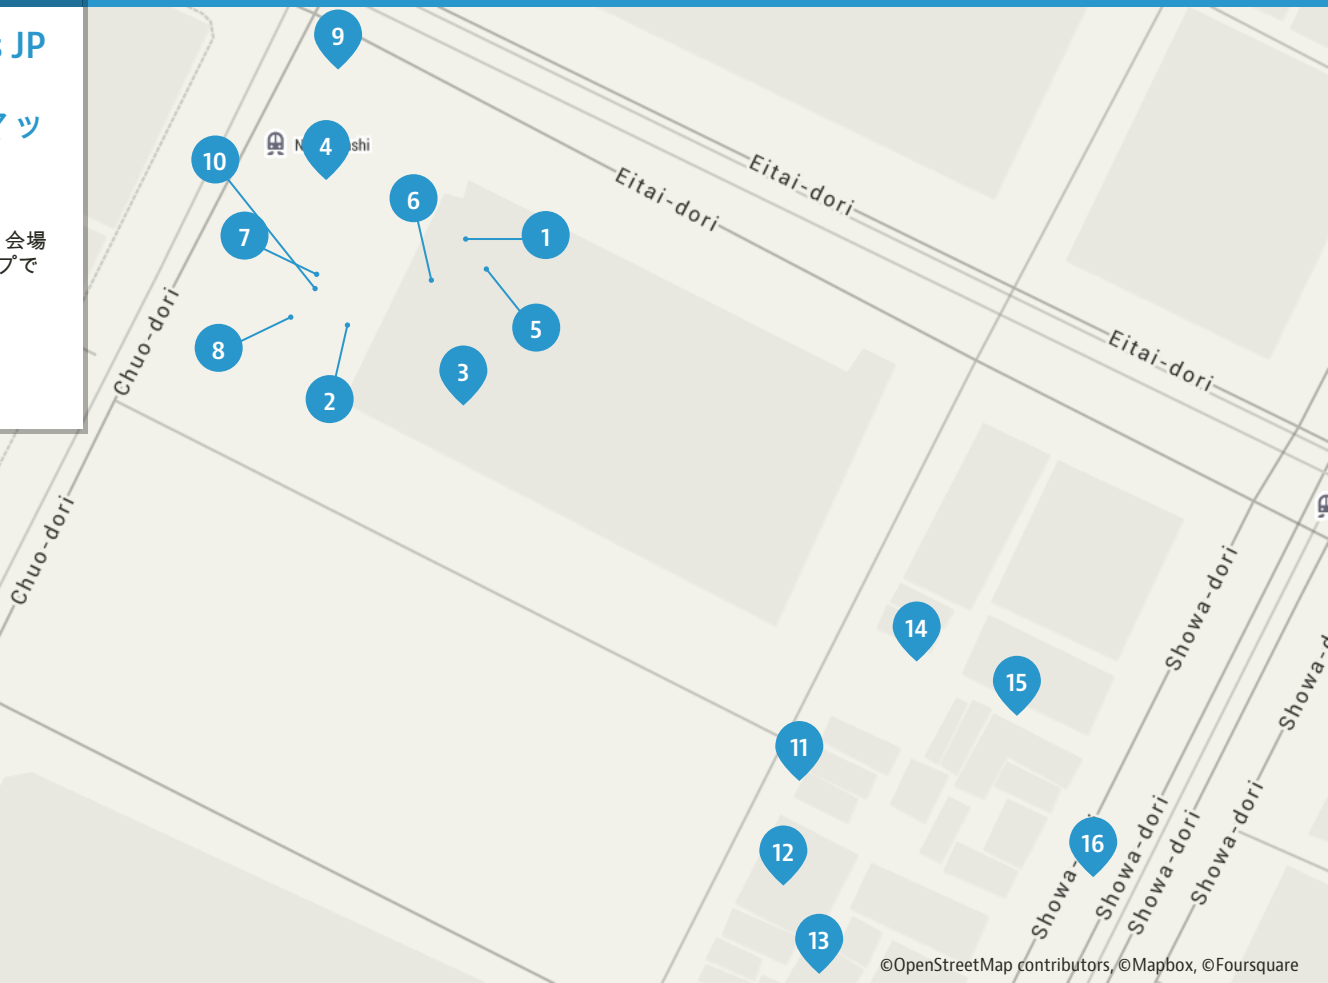 JP
ッ
会場
プで
9
4
10
6
7
1
5
8
2
3
Eitai-dori
Eitai-dori
Eitai-dori
Chuo-dori
Chuo-dori
14
15
11
12
13
16
Showa-dori
Showa-dori
Showa-dori
Showa-dori
©OpenStreetMap contributors, ©Mapbox, ©Foursquare